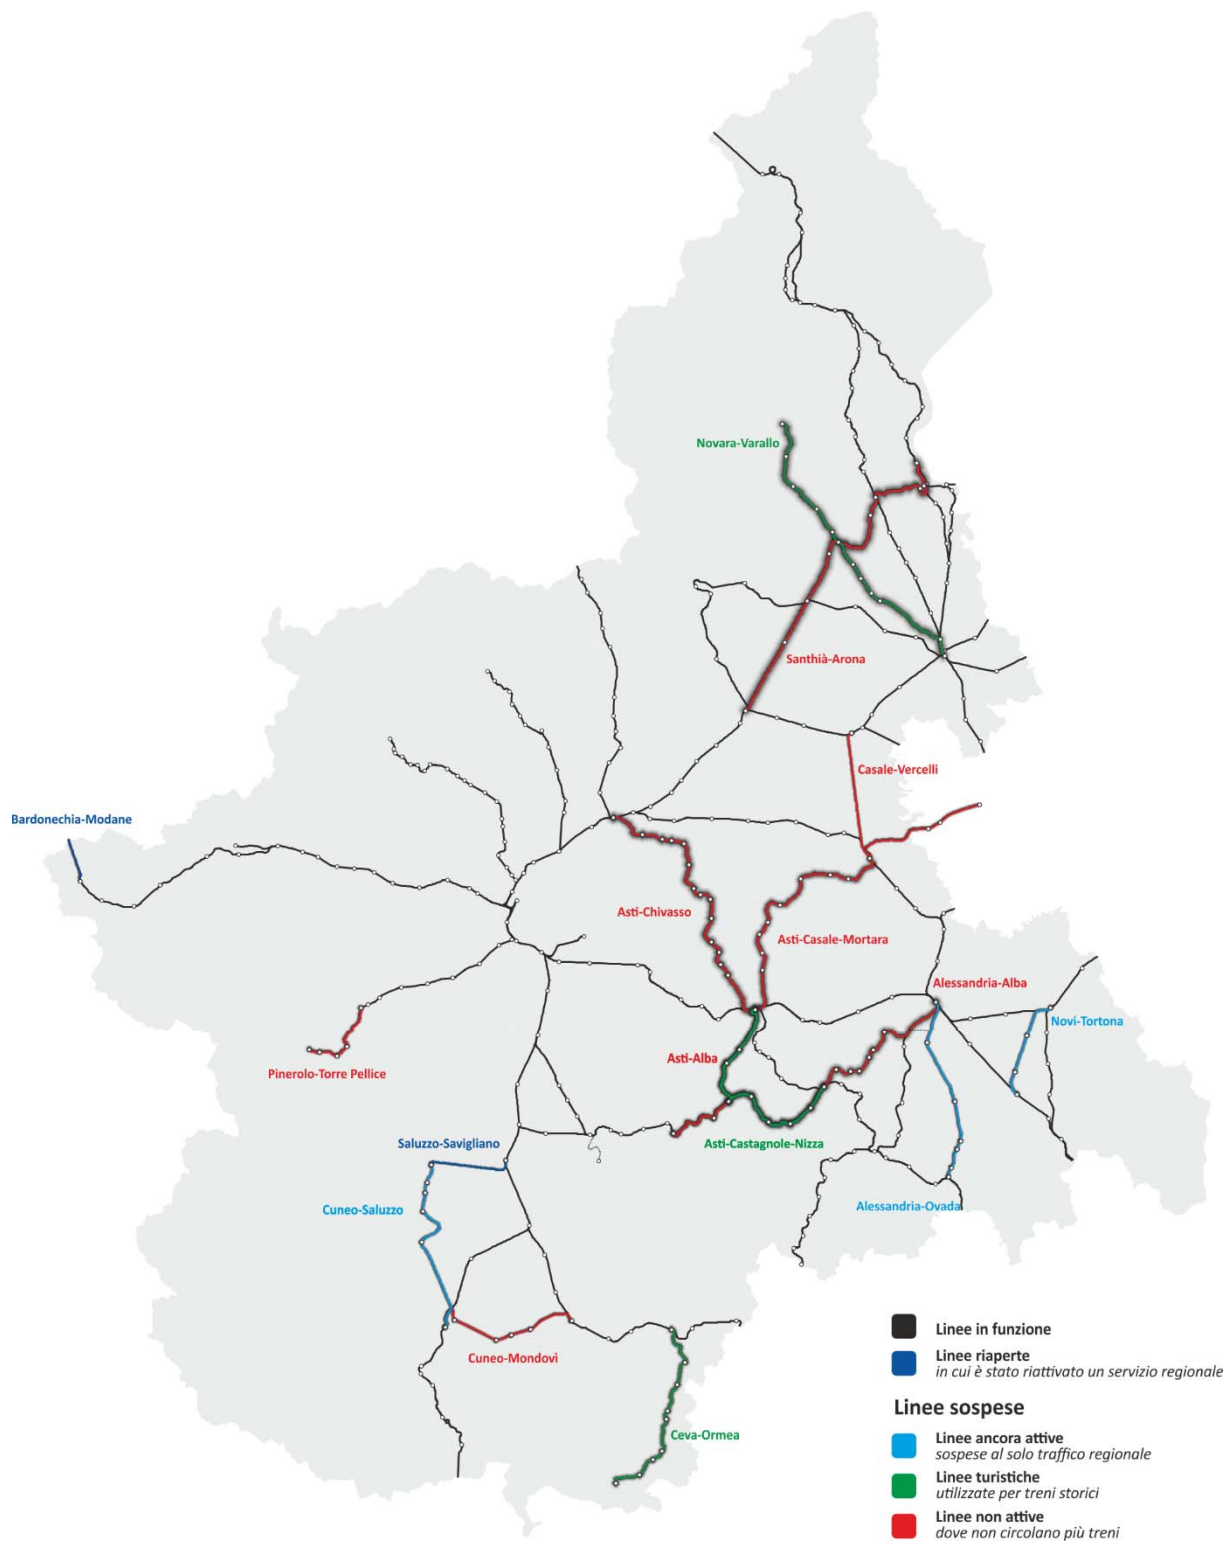 Novara-Varallo
Santhià-Arona
Casale-Vercelli
Bardonechia-Modane
Asti-Chivasso
Asti-Casale-Mortara
Alessandria-Alba
Novi-Tortona
Asti-Alba
Pinerolo-Torre Pellice
Saluzzo-Savigliano
Asti-Castagnole-Nizza
Cuneo-Saluzzo
Alessandria-Ovada
Cuneo-Mondovì
Ceva-Ormea
Linee in funzione
Linee riaperte
in cui è stato riattivato un servizio regionale
Linee sospese
Linee ancora attive
sospese al solo traffico regionale
Linee turistiche
utilizzate per treni storici
Linee non attive
dove non circolano più treni